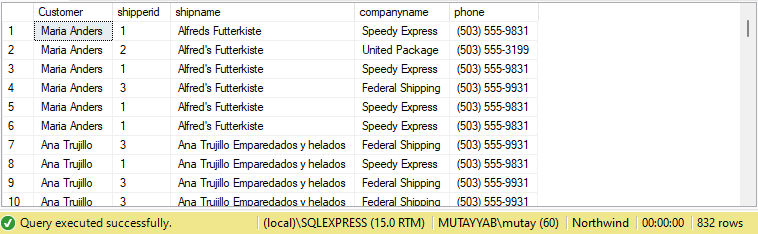 Customer shipperid shipname companyname phone
1 Maria Anders 1 Alfreds Futterkiste Speedy Express (503) 555-9831
2 Maria Anders 2 Alfred's Futterkiste United Package (503) 555-3199
3 Maria Anders 1 Alfred's Futterkiste Speedy Express (503) 555-9831
4 Maria Anders 3 Alfred's Futterkiste Federal Shipping (503) 555-9931
5 Maria Anders 1 Alfred's Futterkiste Speedy Express (503) 555-9831
6 Maria Anders 1 Alfred's Futterkiste Speedy Express (503) 555-9831
7 Ana Trujillo 3 Ana Trujillo Emparedados y helados Federal Shipping (503) 555-9931
8 Ana Trujillo 1 Ana Trujillo Emparedados y helados Speedy Express (503) 555-9831
9 Ana Trujillo 3 Ana Trujillo Emparedados y helados Federal Shipping (503) 555-9931
10 Ana Trujillo 3 Ana Trujillo Emparedados y helados Federal Shipping (503) 555-9931
Query executed successfully. (local)\SQLEXPRESS (15.0 RTM) MUTAYYAB\mutay (60) Northwind 00:00:00 832 rows